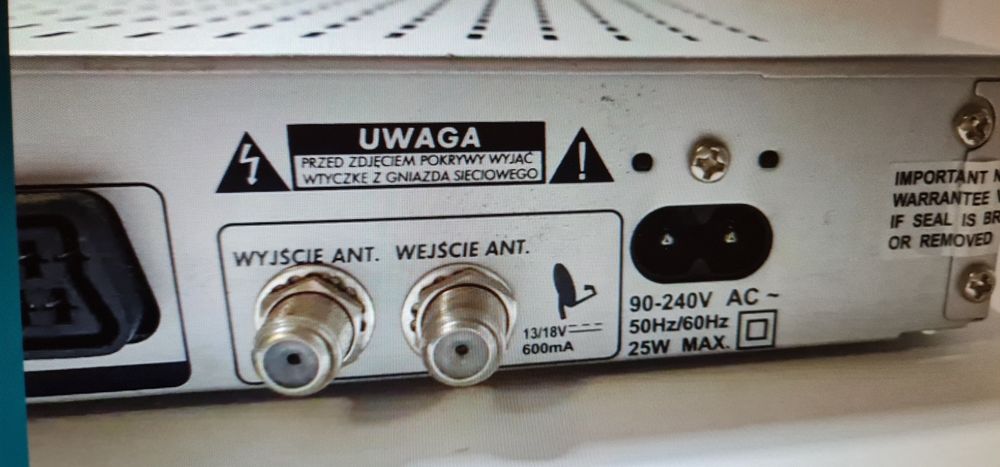 UWAGA
PRZED ZDJĘCIEM POKRYWY WYJĄĆ
WTYCZKĘ Z GNIAZDA SIECIOWEGO
WYJŚCIE ANT. WEJŚCIE ANT.
13/18V
600mA
90-240V AC ~
50Hz/60Hz
25W MAX.
IMPORTANT
WARRANTEE
IF SEAL IS
OR REMOVED